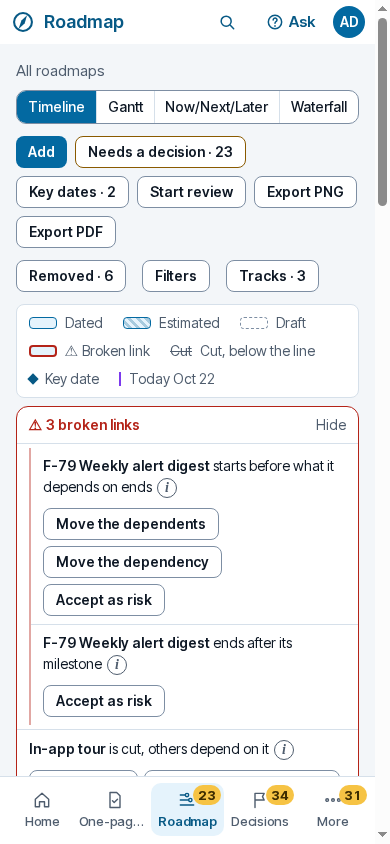 Roadmap
Ask
AD
All roadmaps
Timeline Gantt Now/Next/Later Waterfall
Add Needs a decision · 23
Key dates · 2 Start review Export PNG
Export PDF
Removed · 6 Filters Tracks · 3
Dated Estimated Draft
⚠ Broken link Cut Cut, below the line
Key date Today Oct 22
⚠ 3 broken links Hide
F-79 Weekly alert digest starts before what it
depends on ends i
Move the dependents
Move the dependency
Accept as risk
F-79 Weekly alert digest ends after its
milestone i
Accept as risk
In-app tour is cut, others depend on it i
23 34 31
Home One-pag… Roadmap Decisions More